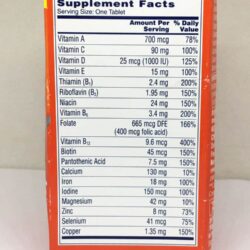 Supplement Facts
Serving Size: One Tablet
Amount Per Serving % Daily Value
Vitamin A 700 mcg 78%
Vitamin C 90 mg 100%
Vitamin D 25 mcg (1000 IU) 125%
Vitamin E 15 mg 100%
Thiamin (B1) 2.4 mg 200%
Riboflavin (B2) 1.95 mg 150%
Niacin 24 mg 150%
Vitamin B6 3.4 mg 200%
Folate 665 mcg DFE 166%
(400 mcg folic acid)
Vitamin B12 9.6 mcg 400%
Biotin 45 mcg 150%
Pantothenic Acid 7.5 mg 150%
Calcium 130 mg 10%
Iron 18 mg 100%
Iodine 150 mcg 100%
Magnesium 42 mg 10%
Zinc 8 mg 73%
Selenium 41 mcg 75%
Copper 1.35 mg 150%